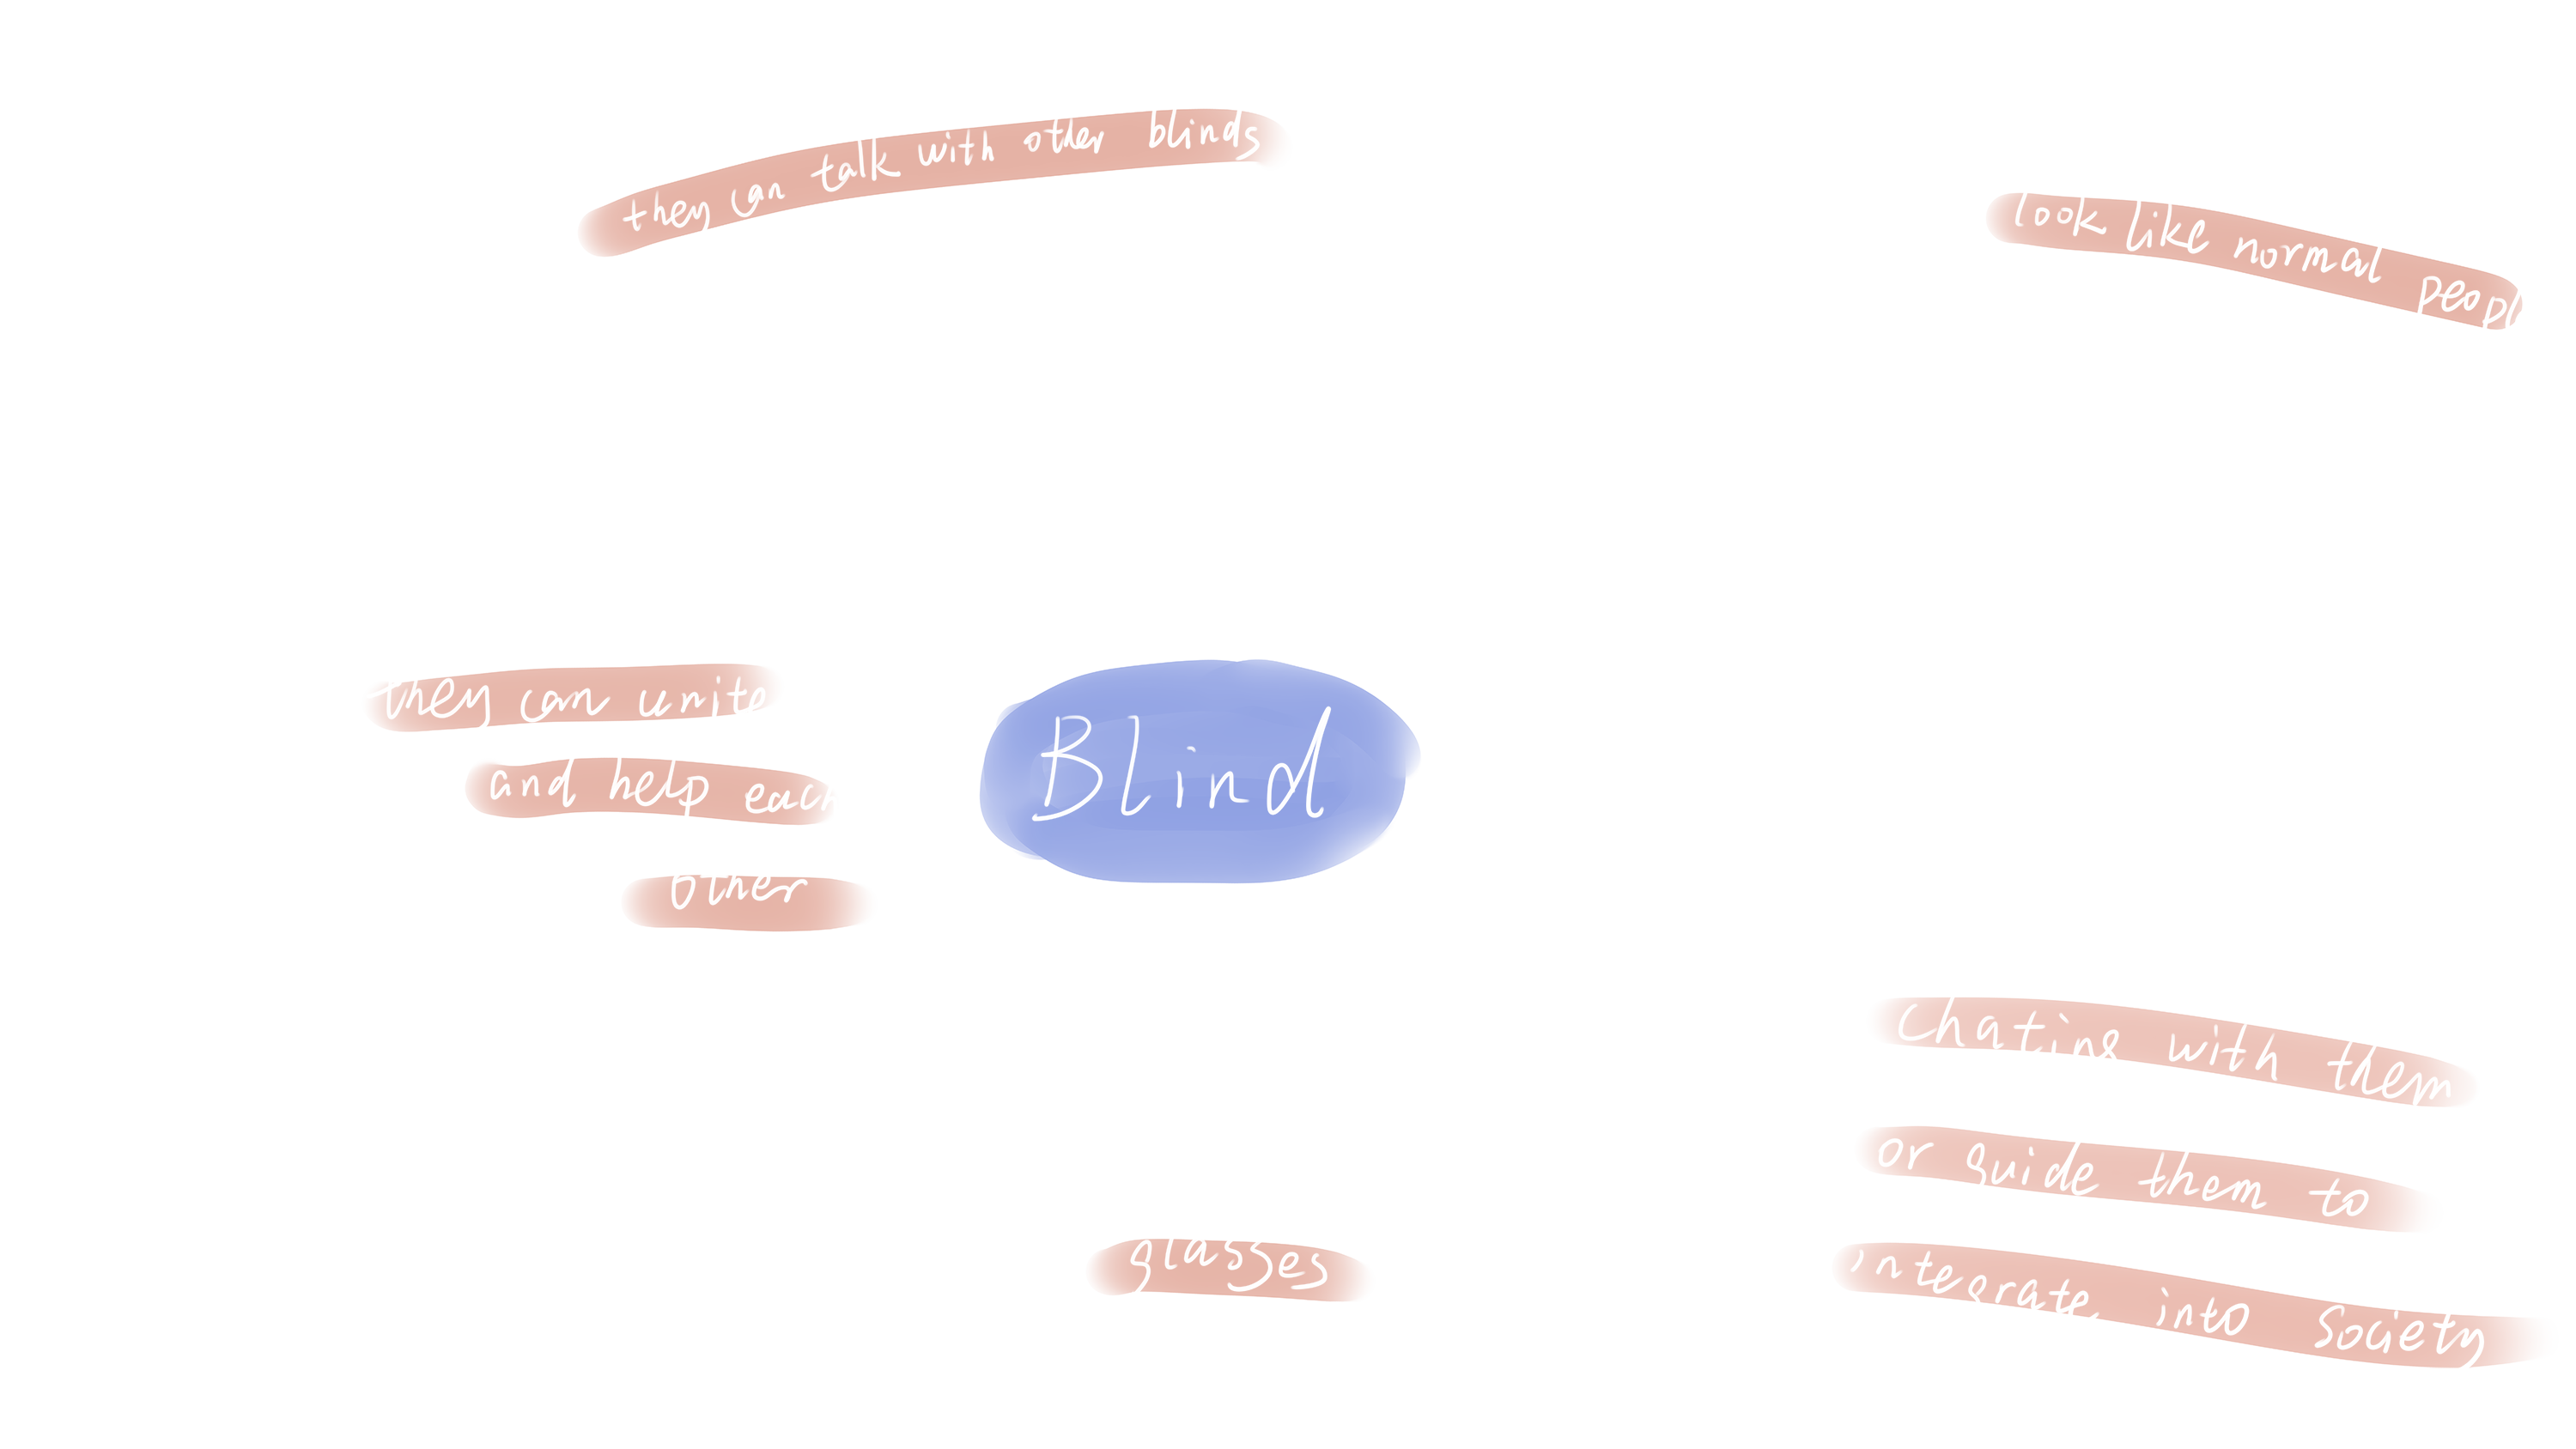 they can talk with other blinds
look like normal people
they can unite
and help each
other
Blind
Chating with them
or guide them to
integrate into Society
glasses